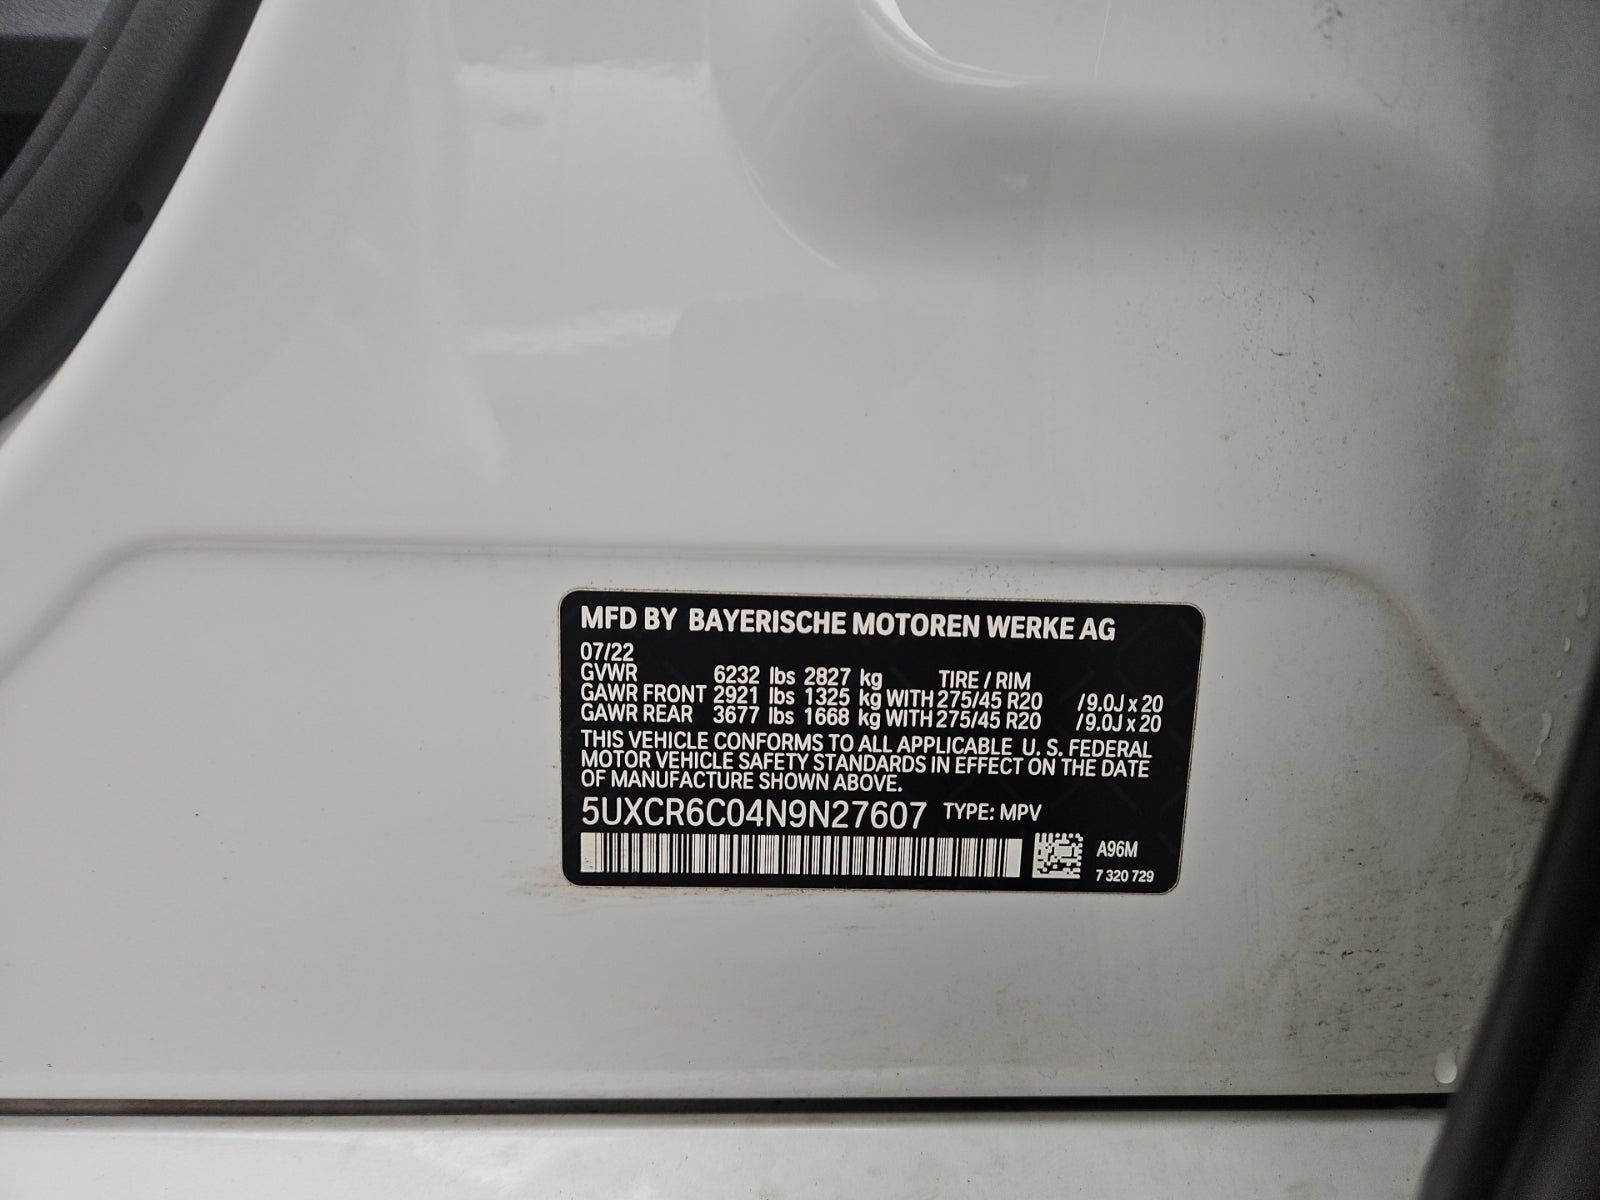 MFD BY BAYERISCHE MOTOREN WERKE AG
07/22
GVWR 6232 lbs 2827 kg TIRE / RIM
GAWR FRONT 2921 lbs 1325 kg WITH 275/45 R20 /9.0J x 20
GAWR REAR 3677 lbs 1668 kg WITH 275/45 R20 /9.0J x 20
THIS VEHICLE CONFORMS TO ALL APPLICABLE U. S. FEDERAL
MOTOR VEHICLE SAFETY STANDARDS IN EFFECT ON THE DATE
OF MANUFACTURE SHOWN ABOVE.
5UXCR6C04N9N27607 TYPE: MPV
A96M
7 320 729